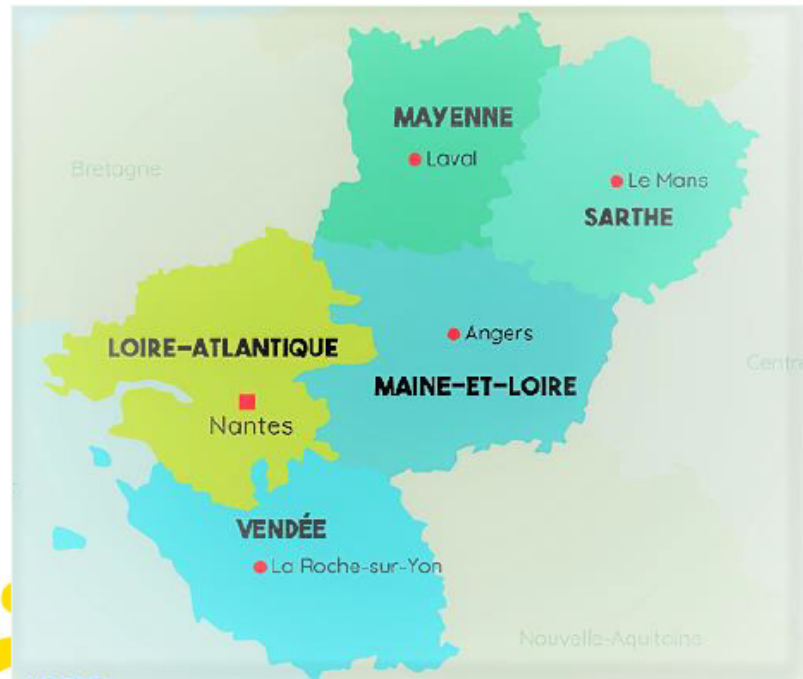 MAYENNE
Laval
Bretagne
Le Mans
SARTHE
Angers
LOIRE-ATLANTIQUE
Centre
MAINE-ET-LOIRE
Nantes
VENDÉE
La Roche-sur-Yon
Nouvelle-Aquitaine